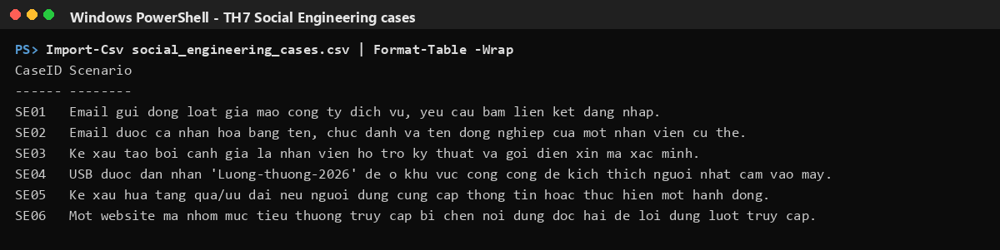 Windows PowerShell - TH7 Social Engineering cases
PS> Import-Csv social_engineering_cases.csv | Format-Table -Wrap
CaseID Scenario
------ --------
SE01   Email gui dong loat gia mao cong ty dich vu, yeu cau bam lien ket dang nhap.
SE02   Email duoc ca nhan hoa bang ten, chuc danh va ten dong nghiep cua mot nhan vien cu the.
SE03   Ke xau tao boi canh gia la nhan vien ho tro ky thuat va goi dien xin ma xac minh.
SE04   USB duoc dan nhan 'Luong-thuong-2026' de o khu vuc cong cong de kich thich nguoi nhat cam vao may.
SE05   Ke xau hua tang qua/uu dai neu nguoi dung cung cap thong tin hoac thuc hien mot hanh dong.
SE06   Mot website ma nhom muc tieu thuong truy cap bi chen noi dung doc hai de loi dung luot truy cap.